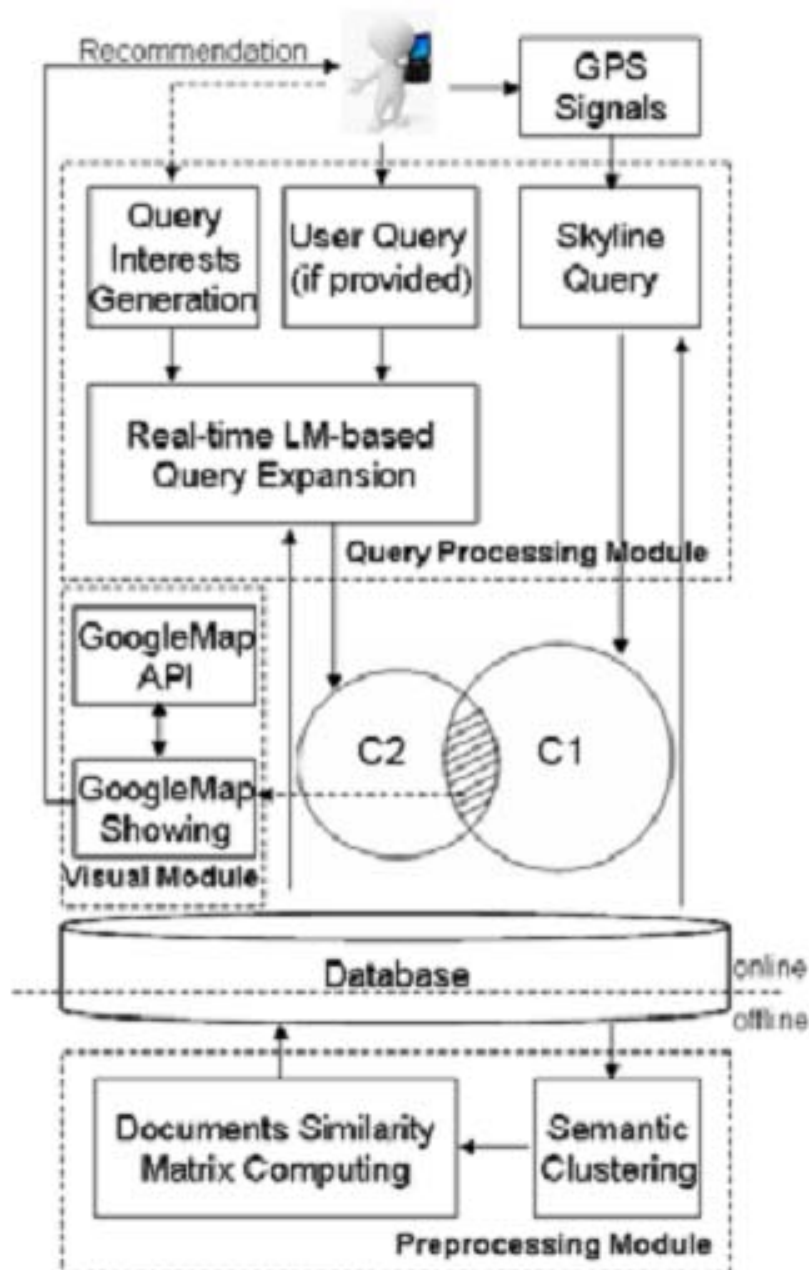 Recommendation
GPS
Signals
Query
Interests
Generation
User Query
(if provided)
Skyline
Query
Real-time LM-based
Query Expansion
Query Processing Module
GoogleMap
API
C2
C1
GoogleMap
Showing
Visual Module
Database
online
offline
Documents Similarity
Matrix Computing
Semantic
Clustering
Preprocessing Module